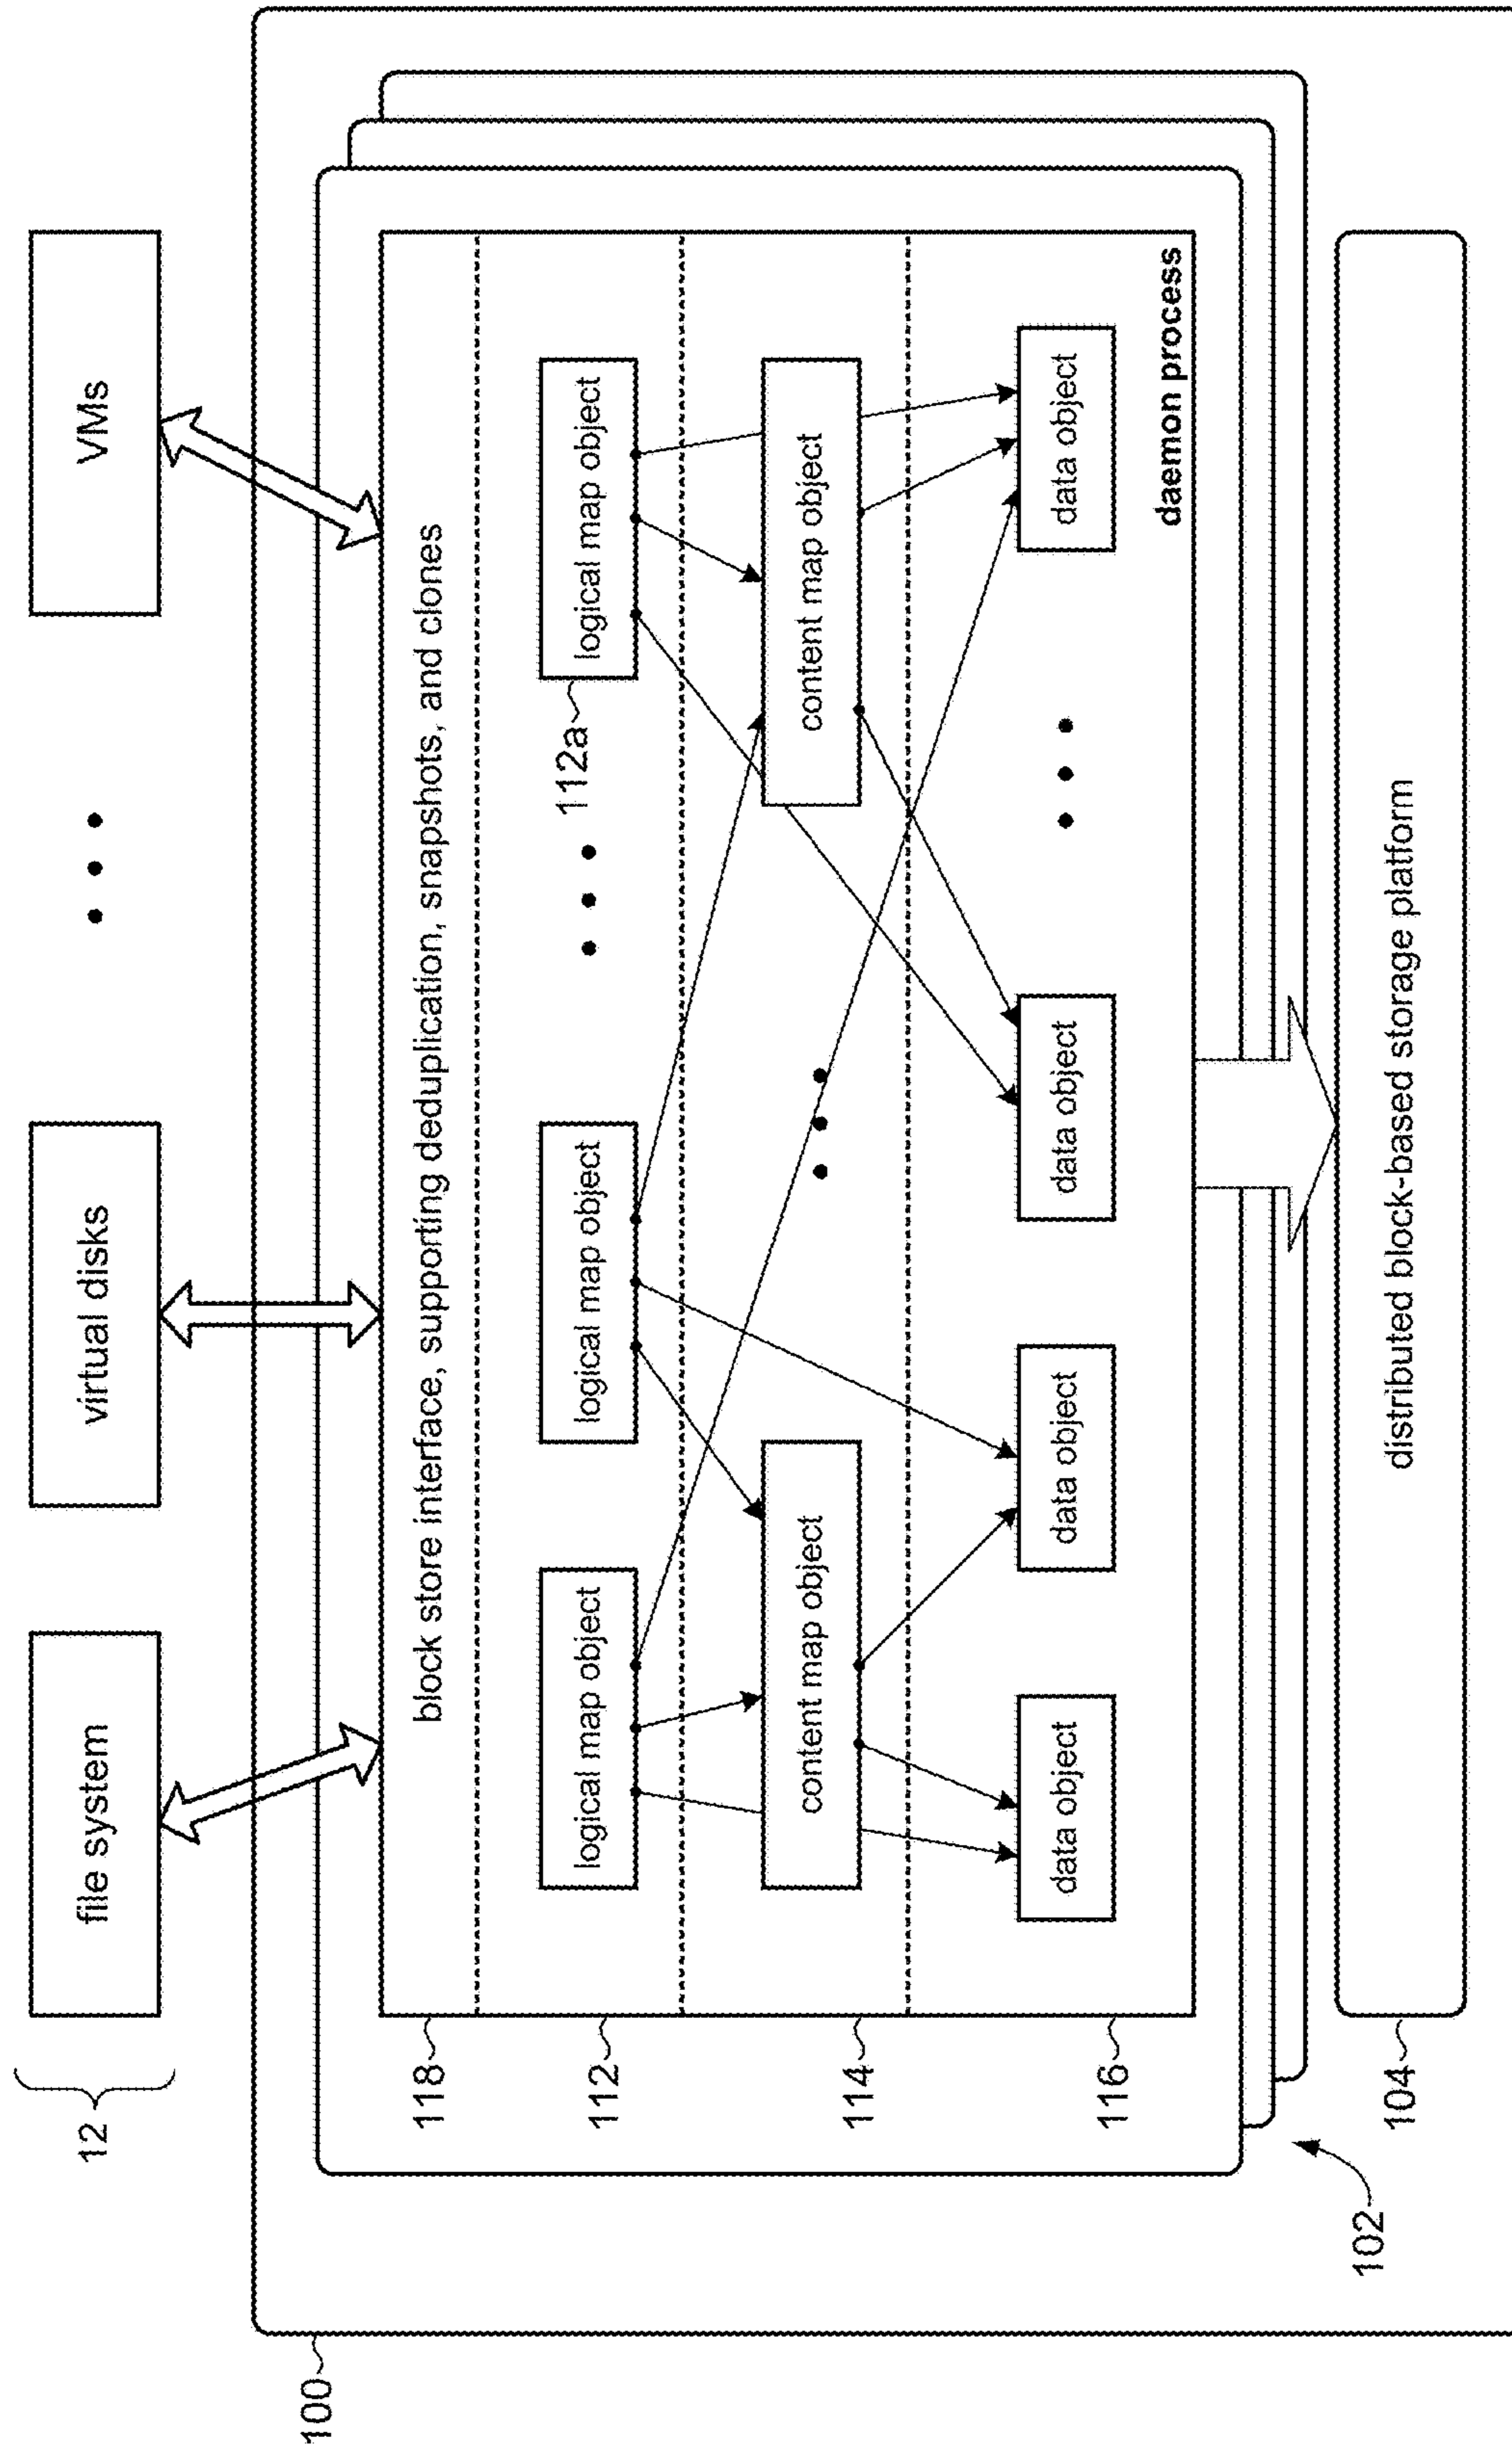 12
file system
virtual disks
VMs
100
118
block store interface, supporting deduplication, snapshots, and clones
112
logical map object
logical map object
112a
logical map object
114
content map object
content map object
116
data object
data object
data object
data object
daemon process
102
104
distributed block-based storage platform